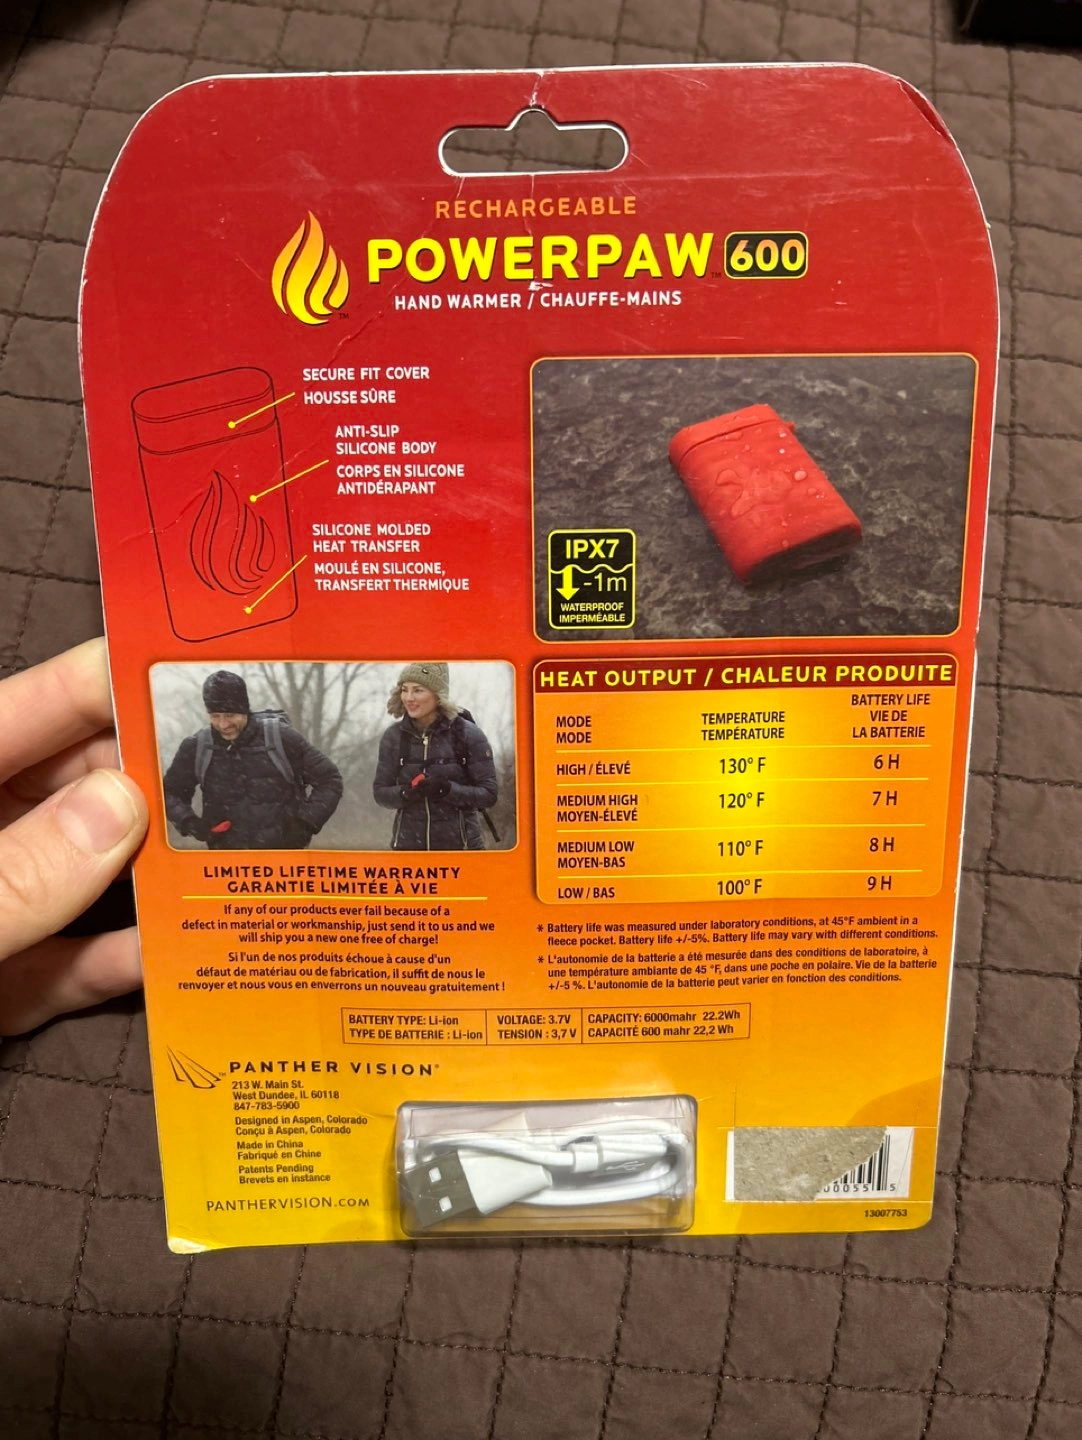 RECHARGEABLE
POWERPAW™ 600
HAND WARMER / CHAUFFE-MAINS
™
SECURE FIT COVER
HOUSSE SÛRE
ANTI-SLIP
SILICONE BODY
CORPS EN SILICONE
ANTIDÉRAPANT
SILICONE MOLDED
HEAT TRANSFER
MOULÉ EN SILICONE,
TRANSFERT THERMIQUE
IPX7
-1m
WATERPROOF
IMPERMÉABLE
HEAT OUTPUT / CHALEUR PRODUITE
MODE
MODE
TEMPERATURE
TEMPÉRATURE
BATTERY LIFE
VIE DE
LA BATTERIE
HIGH / ÉLEVÉ 130° F 6 H
MEDIUM HIGH
MOYEN-ÉLEVÉ
120° F 7 H
MEDIUM LOW
MOYEN-BAS
110° F 8 H
LOW / BAS 100° F 9 H
* Battery life was measured under laboratory conditions, at 45°F ambient in a
fleece pocket. Battery life +/-5%. Battery life may vary with different conditions.
* L'autonomie de la batterie a été mesurée dans des conditions de laboratoire, à
une température ambiante de 45 °F, dans une poche en polaire. Vie de la batterie
+/-5 %. L'autonomie de la batterie peut varier en fonction des conditions.
LIMITED LIFETIME WARRANTY
GARANTIE LIMITÉE À VIE
If any of our products ever fail because of a
defect in material or workmanship, just send it to us and we
will ship you a new one free of charge!
Si l'un de nos produits échoue à cause d'un
défaut de matériau ou de fabrication, il suffit de nous le
renvoyer et nous vous en enverrons un nouveau gratuitement !
BATTERY TYPE: Li-ion
TYPE DE BATTERIE : Li-ion
VOLTAGE: 3.7V
TENSION : 3,7 V
CAPACITY: 6000mahr 22.2Wh
CAPACITÉ 600 mahr 22,2 Wh
PANTHER VISION®
213 W. Main St.
West Dundee, IL 60118
847-783-5900
Designed in Aspen, Colorado
Conçu à Aspen, Colorado
Made in China
Fabriqué en Chine
Patents Pending
Brevets en instance
PANTHERVISION.COM
00055 5
13007753